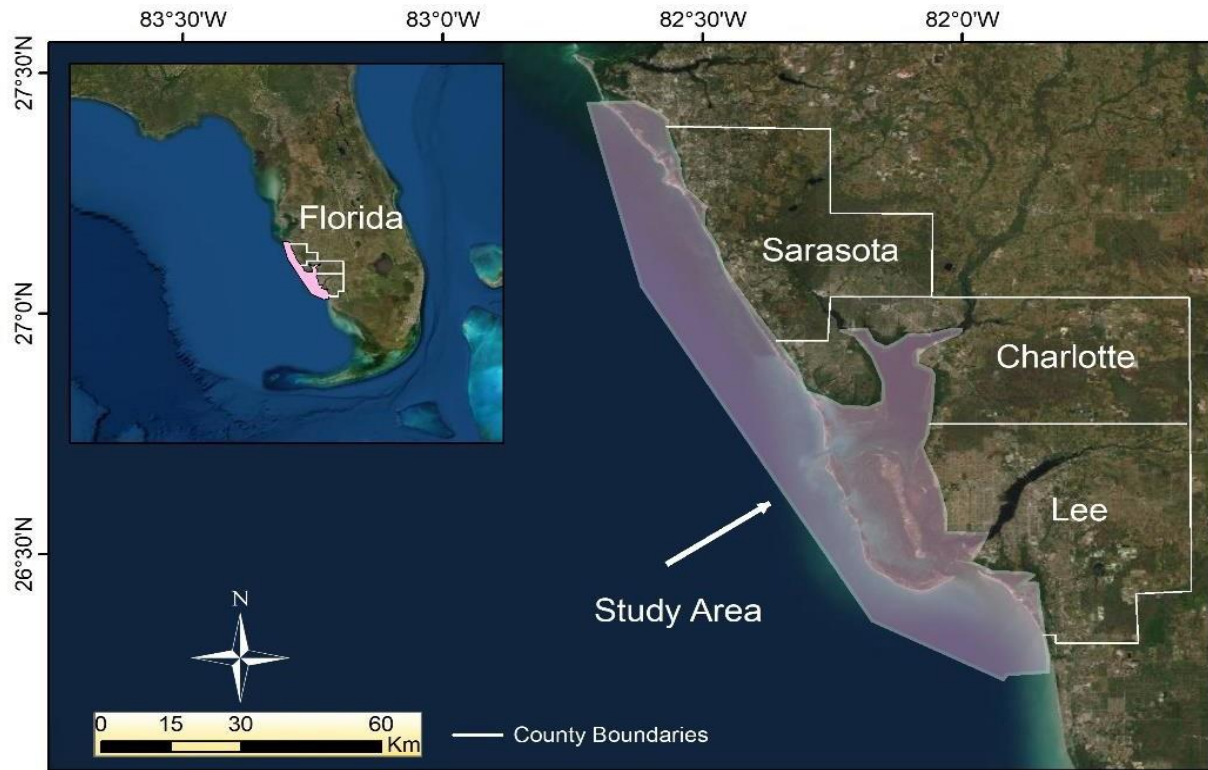 83°30'W 83°0'W 82°30'W 82°0'W
27°30'N
27°0'N
26°30'N
Florida
Sarasota
Charlotte
Lee
Study Area
N
0 15 30 60
Km
County Boundaries